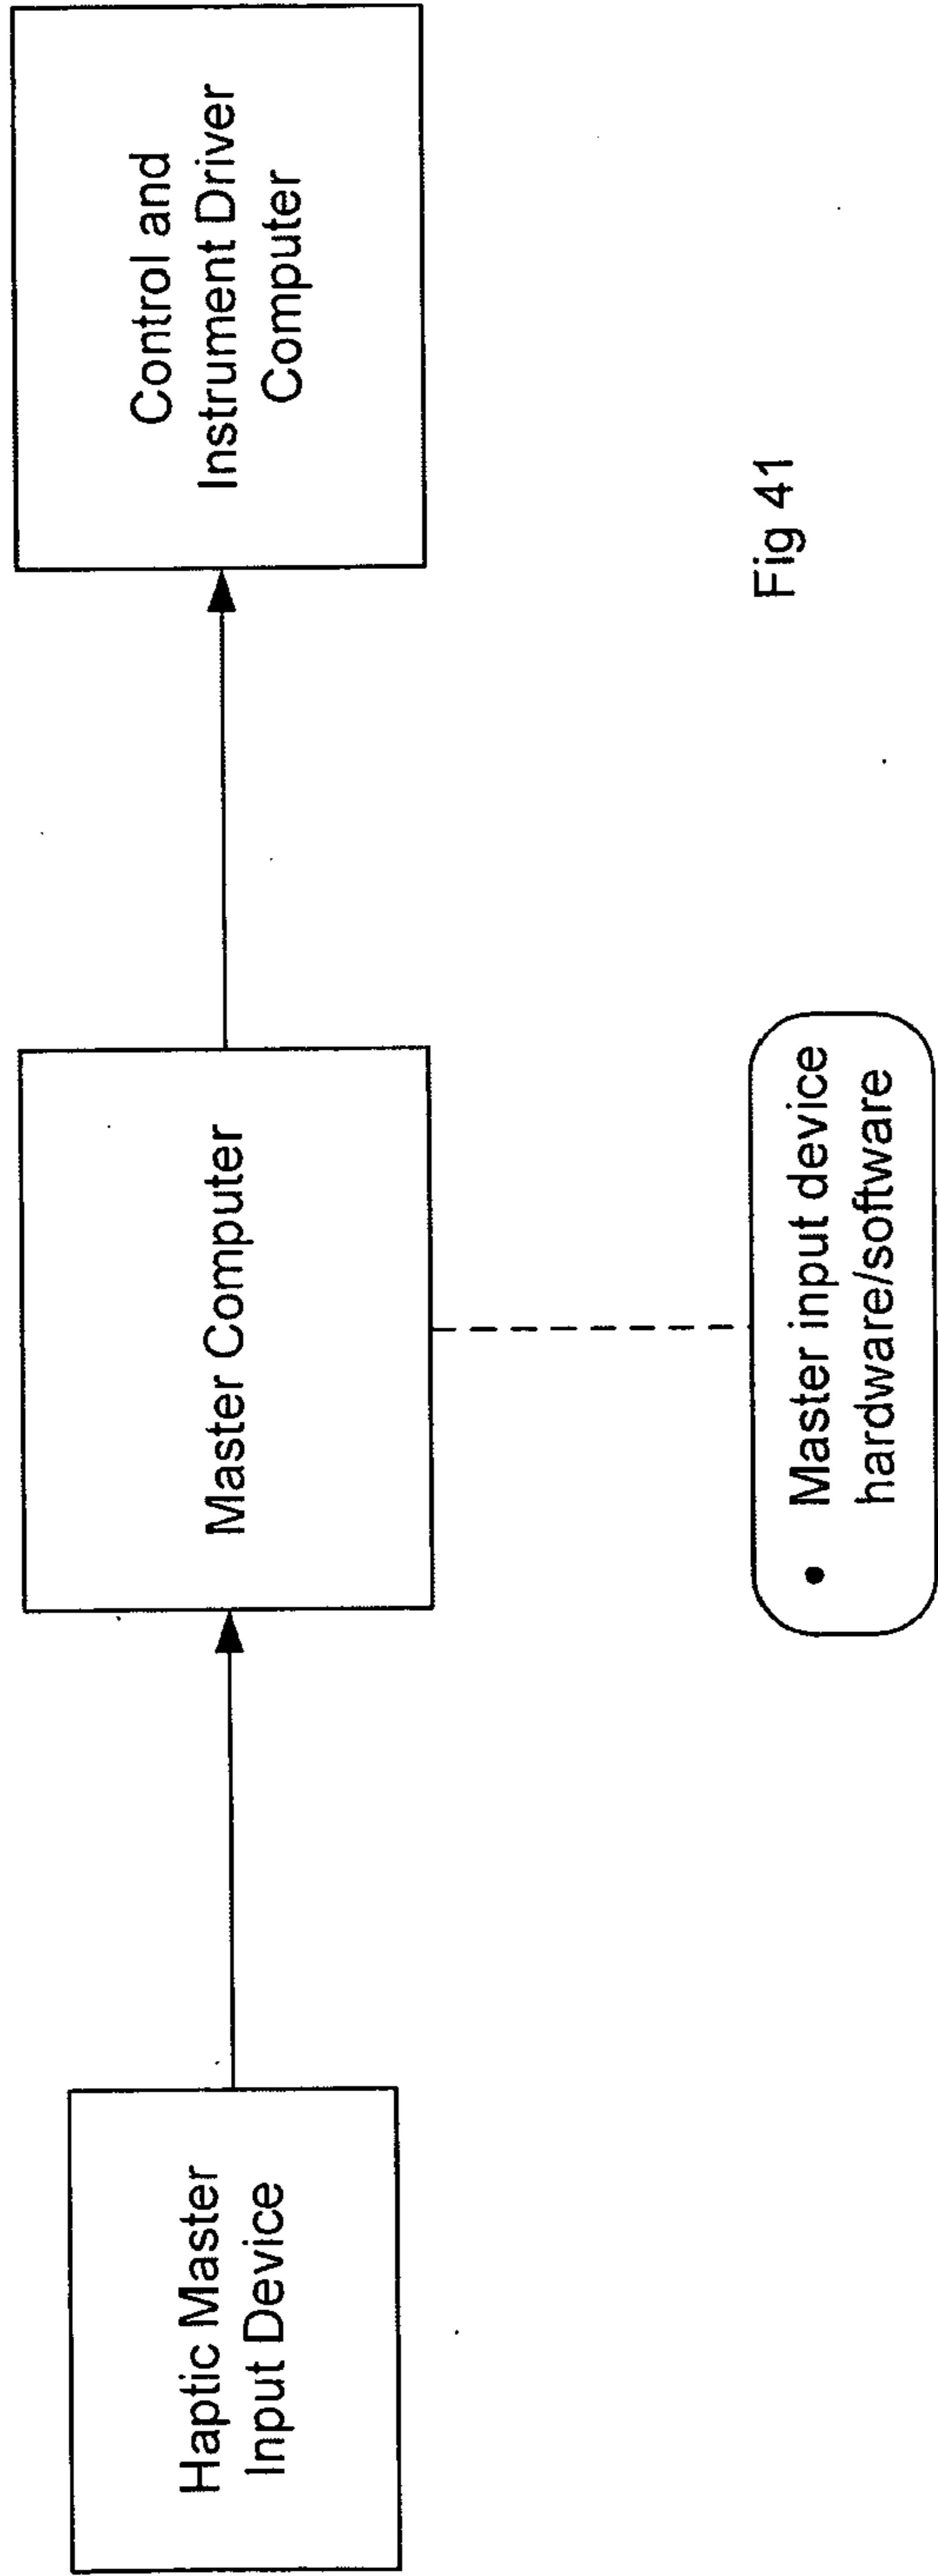 Haptic Master
Input Device
Master Computer
Control and
Instrument Driver
Computer
• Master input device
hardware/software
Fig 41